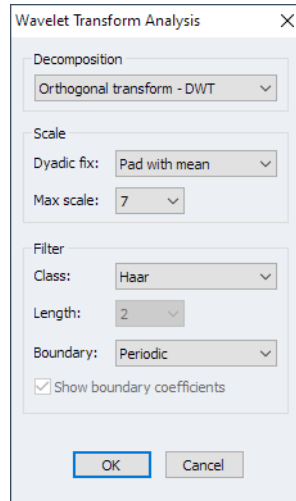 Wavelet Transform Analysis
Decomposition
Orthogonal transform - DWT
Scale
Dyadic fix: Pad with mean
Max scale: 7
Filter
Class: Haar
Length: 2
Boundary: Periodic
Show boundary coefficients
OK Cancel